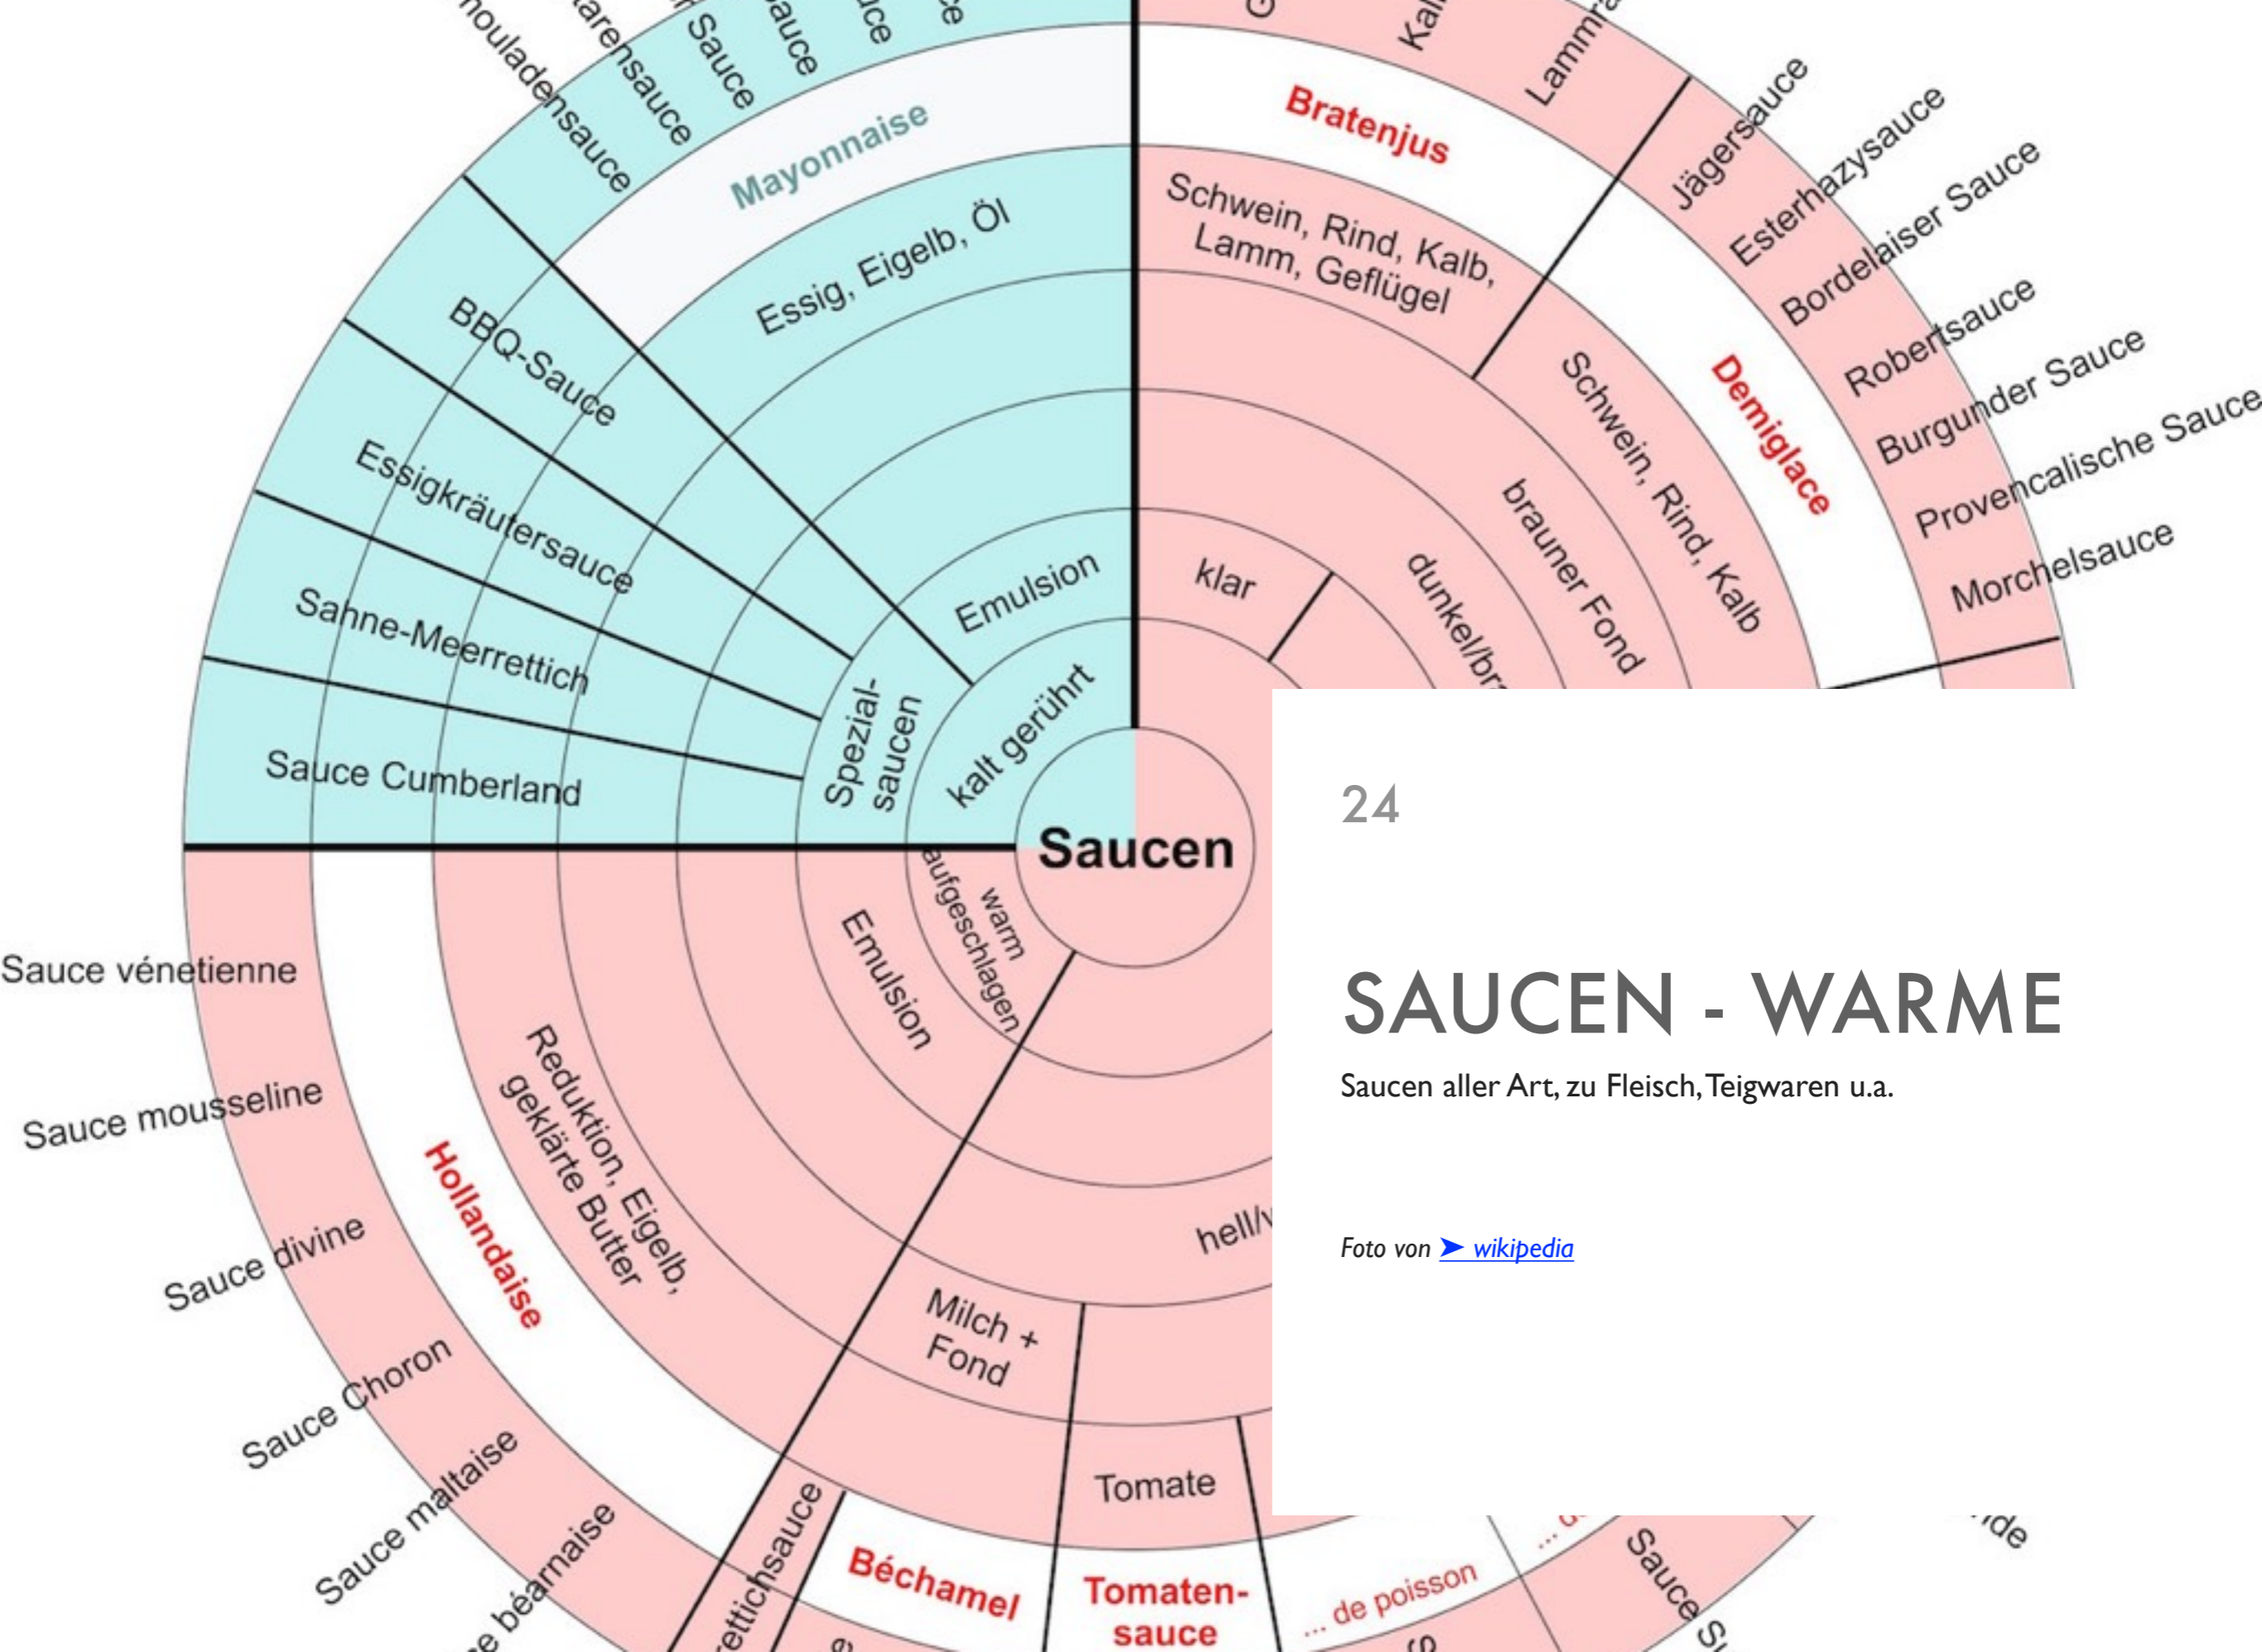 Mayonnaise
Essig, Eigelb, Öl
Emulsion
kalt gerührt
Spezial-
saucen
BBQ-Sauce
Essigkräutersauce
Sahne-Meerrettich
Sauce Cumberland
Sauce
Bratenjus
Schwein, Rind, Kalb,
Lamm, Geflügel
klar
Jägersauce
Esterhazysauce
Bordelaiser Sauce
Robertsauce
Burgunder Sauce
Provencalische Sauce
Morchelsauce
Demiglace
Schwein, Rind, Kalb
brauner Fond
Saucen
warm
aufgeschlagen
Emulsion
Reduktion, Eigelb,
geklärte Butter
Hollandaise
Sauce vénetienne
Sauce mousseline
Sauce divine
Sauce Choron
Sauce maltaise
béarnaise
Milch +
Fond
Tomate
Béchamel
Tomaten-
sauce
... de poisson
Sauce
24
SAUCEN - WARME
Saucen aller Art, zu Fleisch, Teigwaren u.a.
Foto von ➤ wikipedia